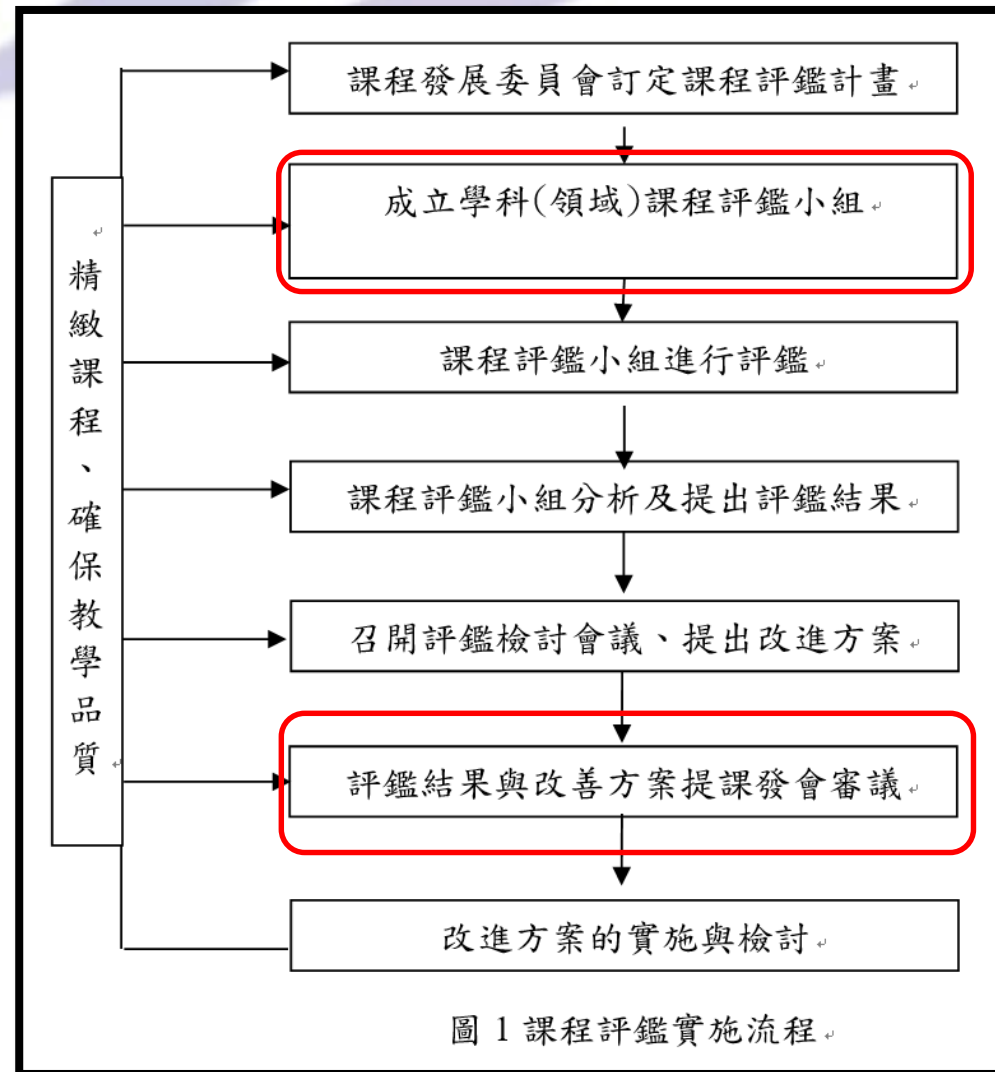 課程發展委員會訂定課程評鑑計畫
成立學科(領域)課程評鑑小組
課程評鑑小組進行評鑑
課程評鑑小組分析及提出評鑑結果
召開評鑑檢討會議、提出改進方案
評鑑結果與改善方案提課發會審議
改進方案的實施與檢討
精緻課程、確保教學品質
圖1課程評鑑實施流程